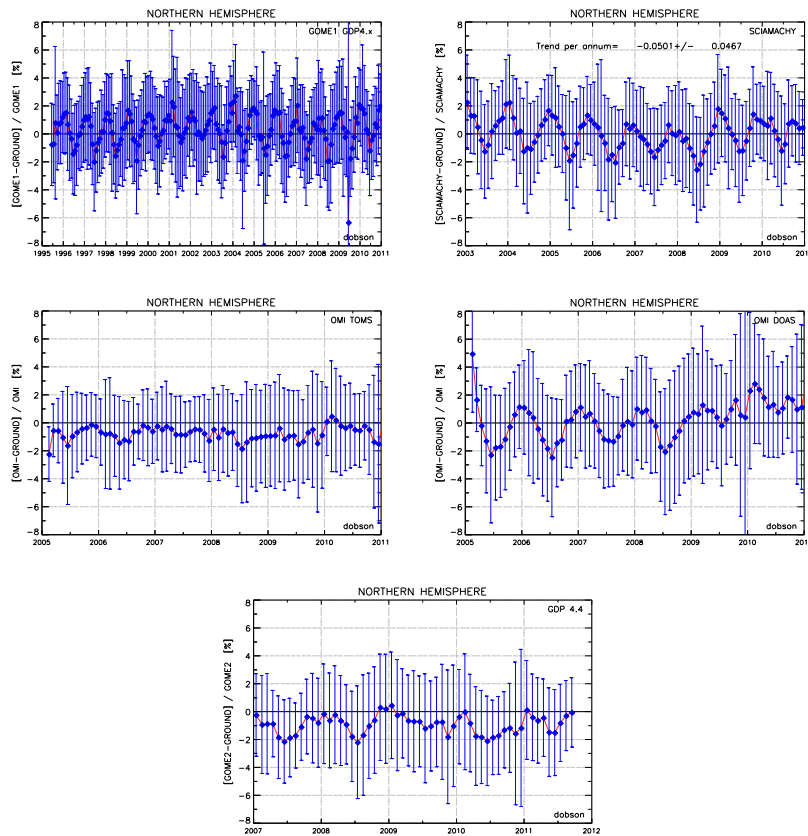 NORTHERN HEMISPHERE
GOME1 GDP4.x
[GOME1-GROUND] / GOME1 [%]
8
6
4
2
0
-2
-4
-6
-8
dobson
1995 1996 1997 1998 1999 2000 2001 2002 2003 2004 2005 2006 2007 2008 2009 2010 2011
NORTHERN HEMISPHERE
SCIAMACHY
Trend per annum= -0.0501+/- 0.0467
[SCIAMACHY-GROUND] / SCIAMACHY [%]
8
6
4
2
0
-2
-4
-6
-8
dobson
2003 2004 2005 2006 2007 2008 2009 2010 2011
NORTHERN HEMISPHERE
OMI TOMS
[OMI-GROUND] / OMI [%]
8
6
4
2
0
-2
-4
-6
-8
dobson
2005 2006 2007 2008 2009 2010 2011
NORTHERN HEMISPHERE
OMI DOAS
[OMI-GROUND] / OMI [%]
8
6
4
2
0
-2
-4
-6
-8
dobson
2005 2006 2007 2008 2009 2010 2011
NORTHERN HEMISPHERE
GDP 4.4
[GOME2-GROUND] / GOME2 [%]
8
6
4
2
0
-2
-4
-6
-8
dobson
2007 2008 2009 2010 2011 2012